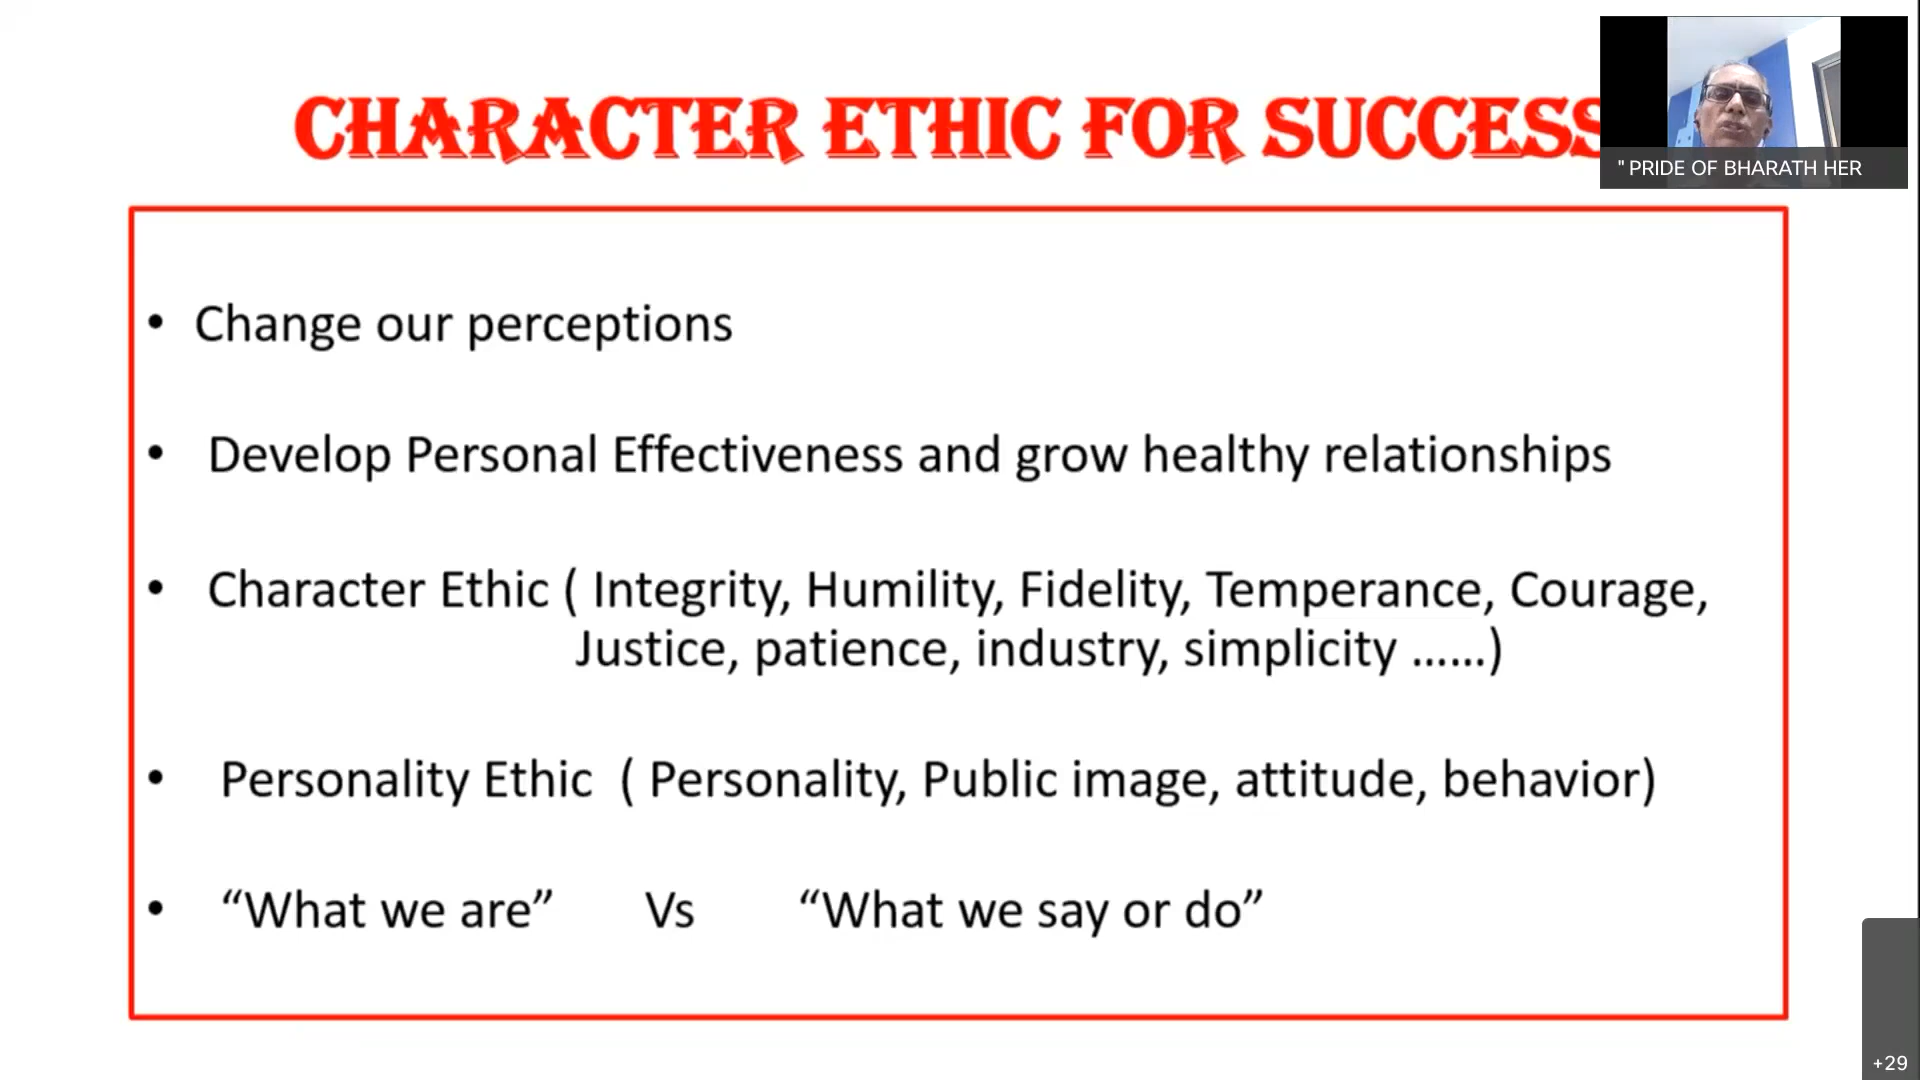 CHARACTER ETHIC FOR SUCCESS
" PRIDE OF BHARATH HER
• Change our perceptions
• Develop Personal Effectiveness and grow healthy relationships
• Character Ethic ( Integrity, Humility, Fidelity, Temperance, Courage,
Justice, patience, industry, simplicity ......)
• Personality Ethic ( Personality, Public image, attitude, behavior)
• “What we are” Vs “What we say or do”
+29